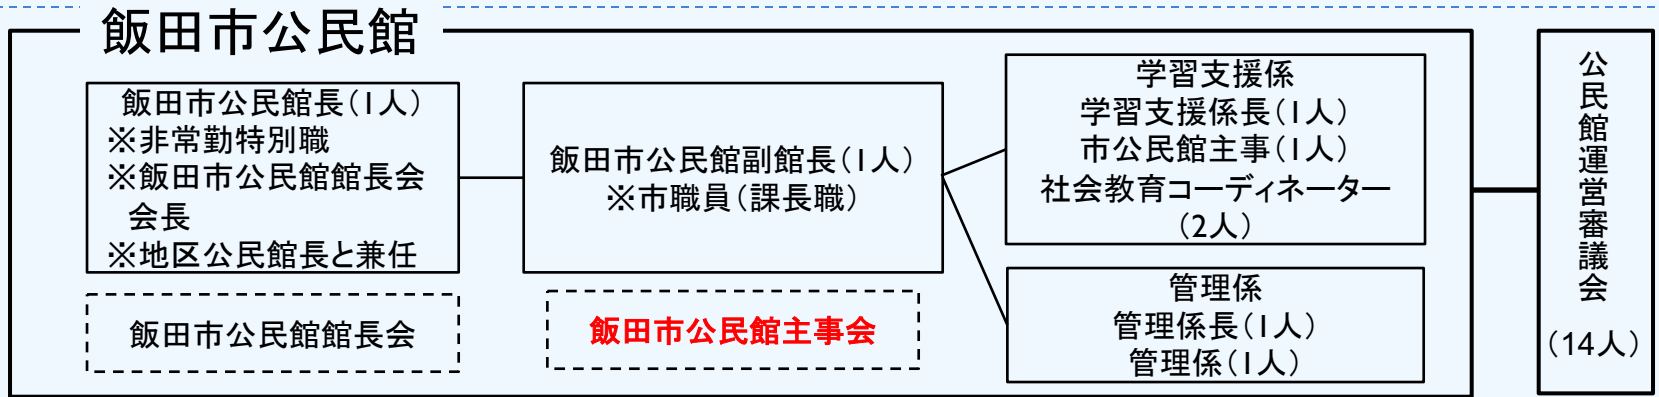 飯田市公民館
飯田市公民館長（1人）
※非常勤特別職
※飯田市公民館館長会
会長
※地区公民館長と兼任
飯田市公民館館長会
飯田市公民館副館長（1人）
※市職員（課長職）
飯田市公民館主事会
学習支援係
学習支援係長（1人）
市公民館主事（1人）
社会教育コーディネーター
（2人）
管理係
管理係長（1人）
管理係（1人）
公民館運営審議会
（14人）